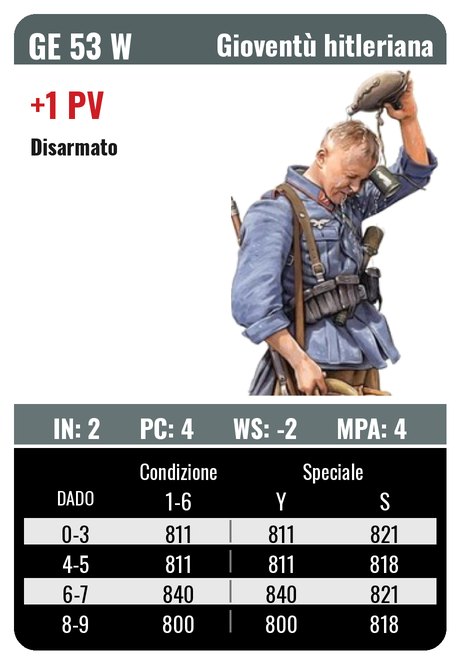 GE 53 W Gioventù hitleriana
+1 PV
Disarmato
IN: 2 PC: 4 WS: -2 MPA: 4
Condizione Speciale
DADO 1-6 Y S
0-3 811 811 821
4-5 811 811 818
6-7 840 840 821
8-9 800 800 818